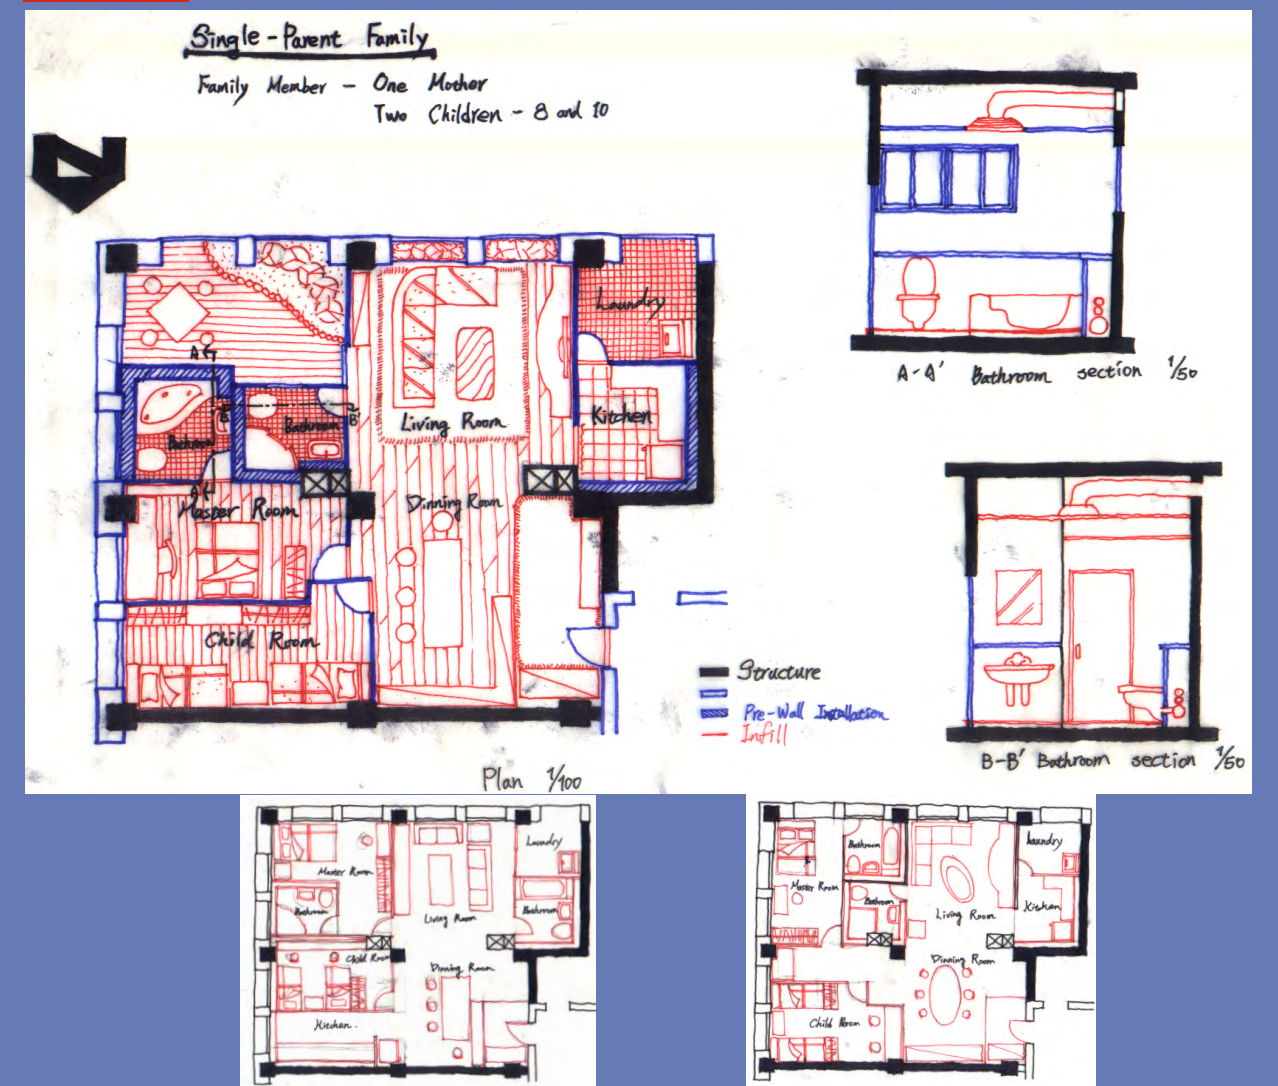 Single-Parent Family
Family Member - One Mother
Two Children - 8 and 10
A
Laundry
A-A' Bathroom section 1/50
B
B'
Bathroom
Bathroom
Living Room
Kitchen
A'
Master Room
Dinning Room
Child Room
Structure
Pre-Wall Installation
Infill
B-B' Bathroom section 1/50
Plan 1/100
Laundry
Master Room
Bathroom
Bathroom
Living Room
Child Room
Dinning Room
Kitchen
Bathroom
Laundry
Master Room
Bathroom
Kitchen
Living Room
Dinning Room
Child Room